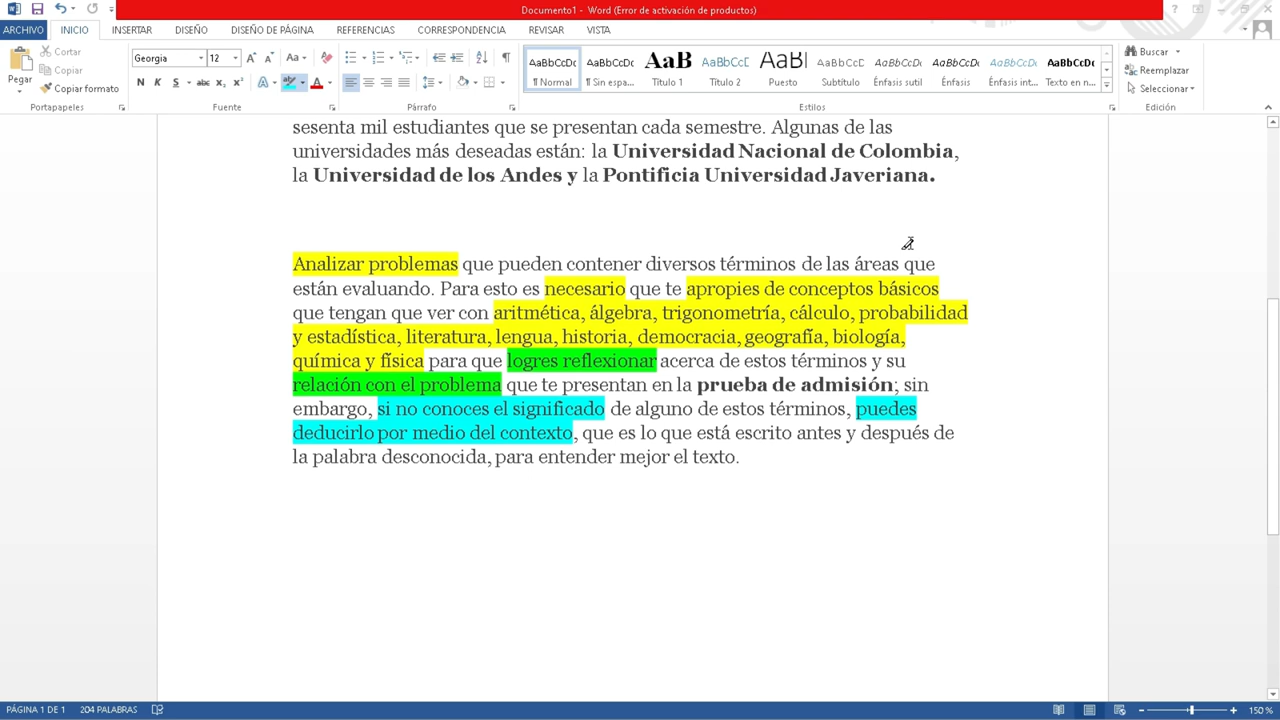 Documento1 - Word (Error de activación de productos)
ARCHIVO INICIO INSERTAR DISEÑO DISEÑO DE PÁGINA REFERENCIAS CORRESPONDENCIA REVISAR VISTA
Pegar
Cortar
Copiar
Copiar formato
Portapapeles
Georgia 12
Aa
N K S abc x₂ x²
A A
Fuente
Párrafo
AaBbCcDc AaBbCcDc AaB AaBbCcD AaBl AaBbCcD AaBbCcDc AaBbCcDc AaBbCcDc AaBbCcDc
¶ Normal ¶ Sin espa... Título 1 Título 2 Puesto Subtítulo Énfasis sutil Énfasis Énfasis int... Texto en n...
Estilos
Buscar
Reemplazar
Seleccionar
Edición
sesenta mil estudiantes que se presentan cada semestre. Algunas de las
universidades más deseadas están: la Universidad Nacional de Colombia,
la Universidad de los Andes y la Pontificia Universidad Javeriana.
Analizar problemas que pueden contener diversos términos de las áreas que
están evaluando. Para esto es necesario que te apropies de conceptos básicos
que tengan que ver con aritmética, álgebra, trigonometría, cálculo, probabilidad
y estadística, literatura, lengua, historia, democracia, geografía, biología,
química y física para que logres reflexionar acerca de estos términos y su
relación con el problema que te presentan en la prueba de admisión; sin
embargo, si no conoces el significado de alguno de estos términos, puedes
deducirlo por medio del contexto, que es lo que está escrito antes y después de
la palabra desconocida, para entender mejor el texto.
PÁGINA 1 DE 1 204 PALABRAS 150 %